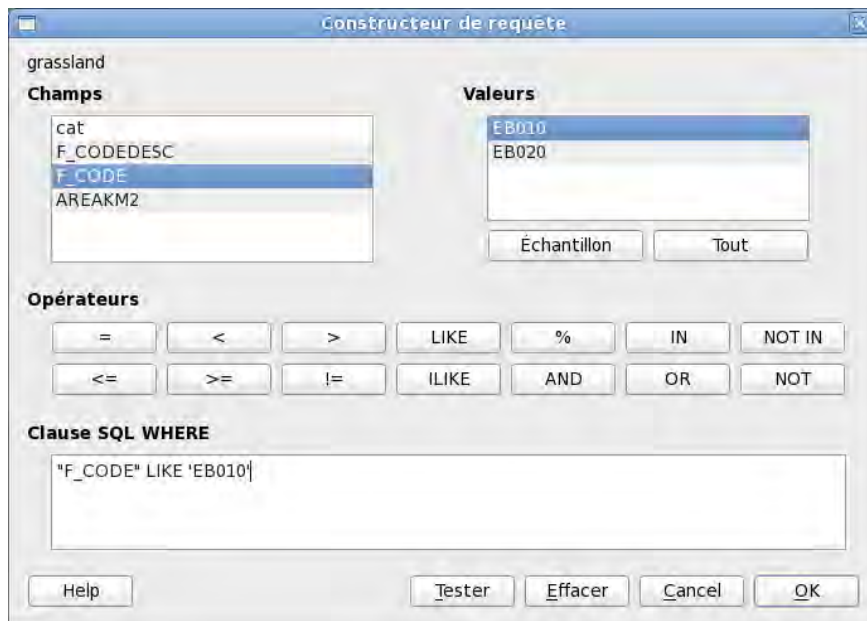 Constructeur de requête
grassland
Champs
Valeurs
cat
F_CODEDESC
F_CODE
AREAKM2
EB010
EB020
Échantillon
Tout
Opérateurs
= < > LIKE % IN NOT IN
<= >= != ILIKE AND OR NOT
Clause SQL WHERE
"F_CODE" LIKE 'EB010'
Help Tester Effacer Cancel OK